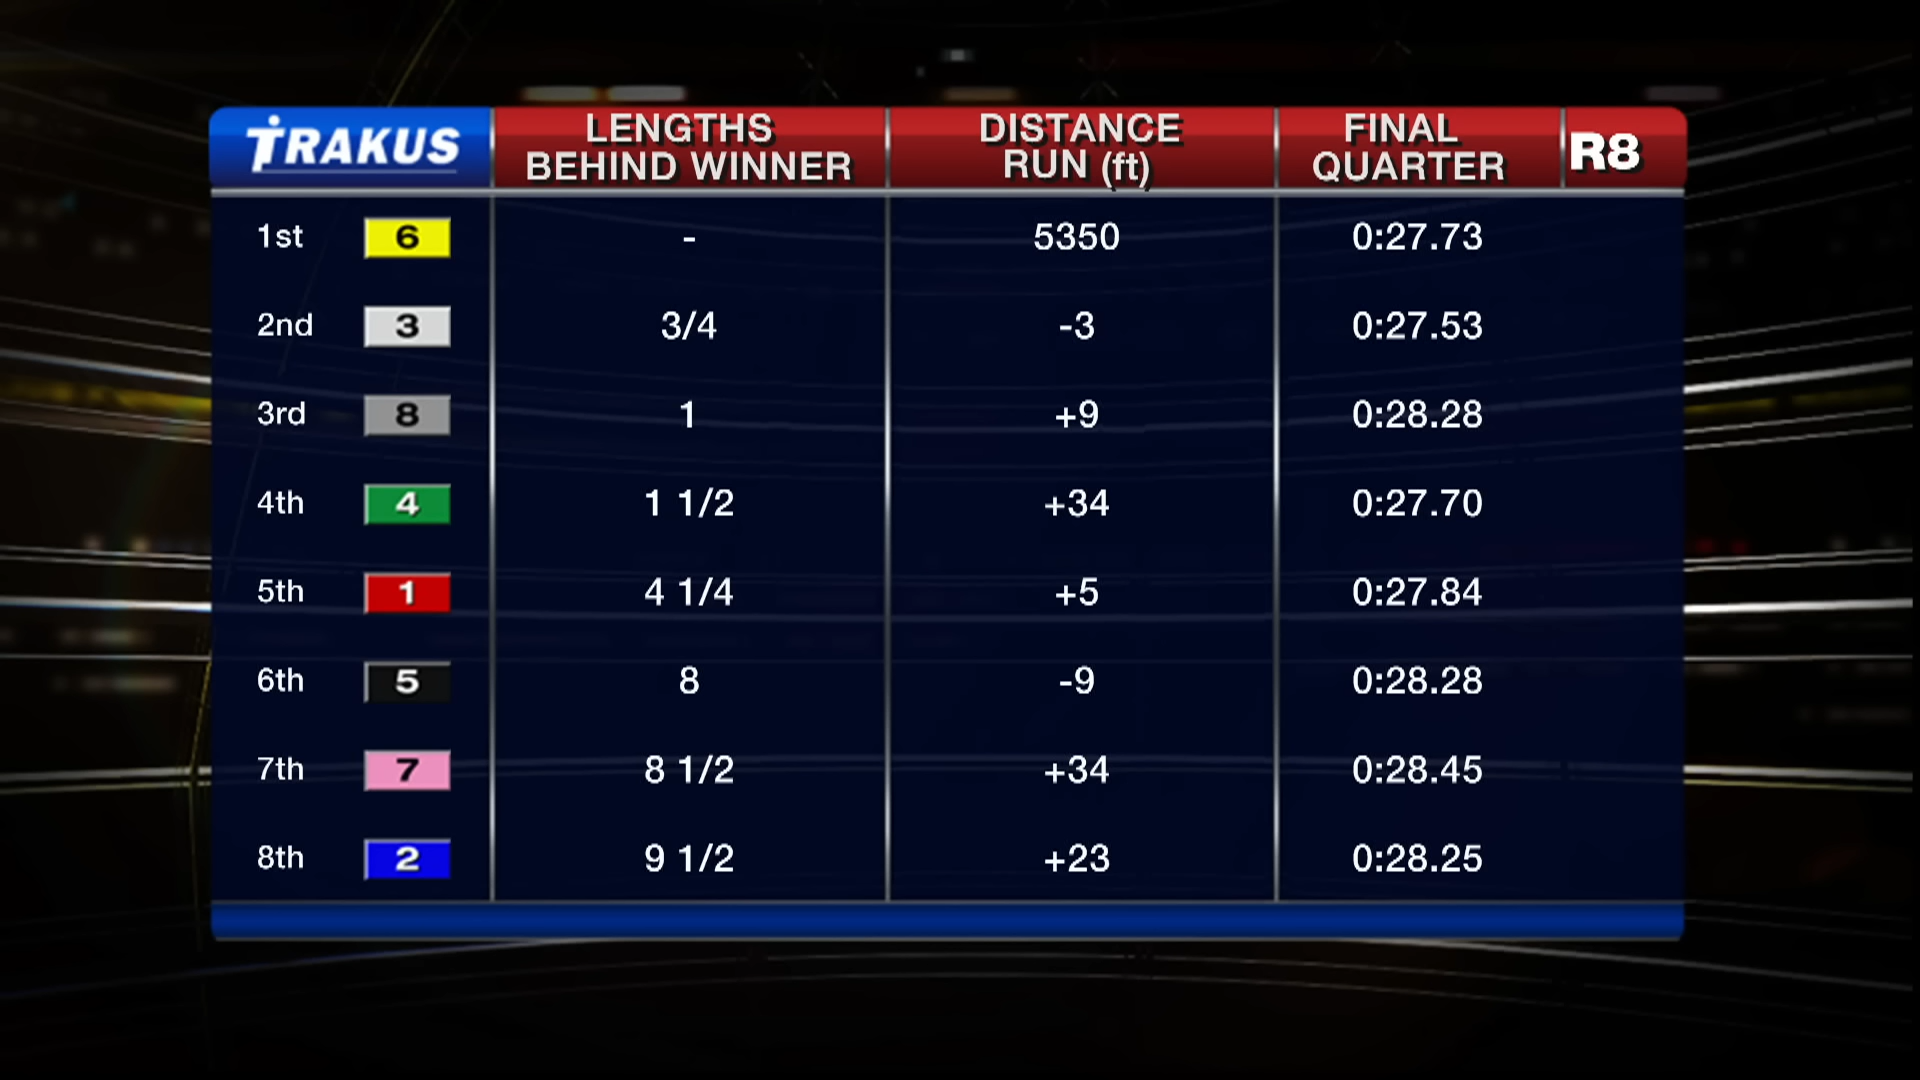 TRAKUS LENGTHS BEHIND WINNER DISTANCE RUN (ft) FINAL QUARTER R8
1st 6 - 5350 0:27.73
2nd 3 3/4 -3 0:27.53
3rd 8 1 +9 0:28.28
4th 4 1 1/2 +34 0:27.70
5th 1 4 1/4 +5 0:27.84
6th 5 8 -9 0:28.28
7th 7 8 1/2 +34 0:28.45
8th 2 9 1/2 +23 0:28.25